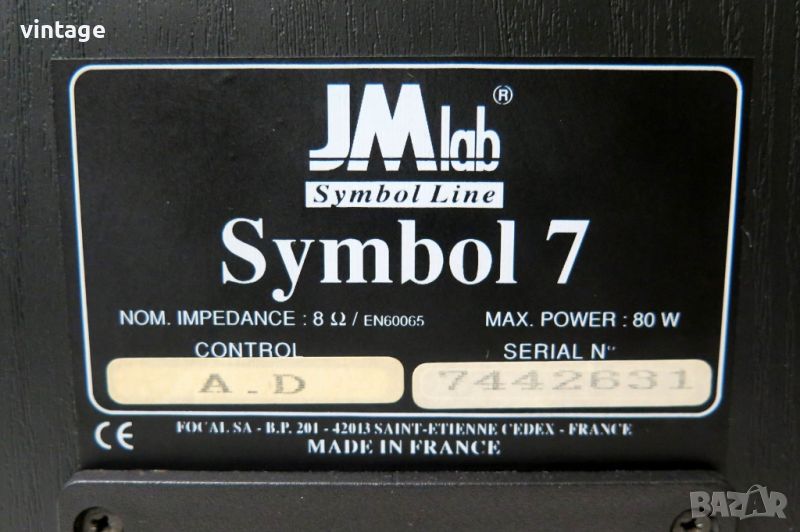 vintage
JMlab®
Symbol Line
Symbol 7
NOM. IMPEDANCE : 8 Ω / EN60065 MAX. POWER : 80 W
CONTROL SERIAL N°
A.D 7442631
CE
FOCAL SA - B.P. 201 - 42013 SAINT-ETIENNE CEDEX - FRANCE
MADE IN FRANCE
BAZAR